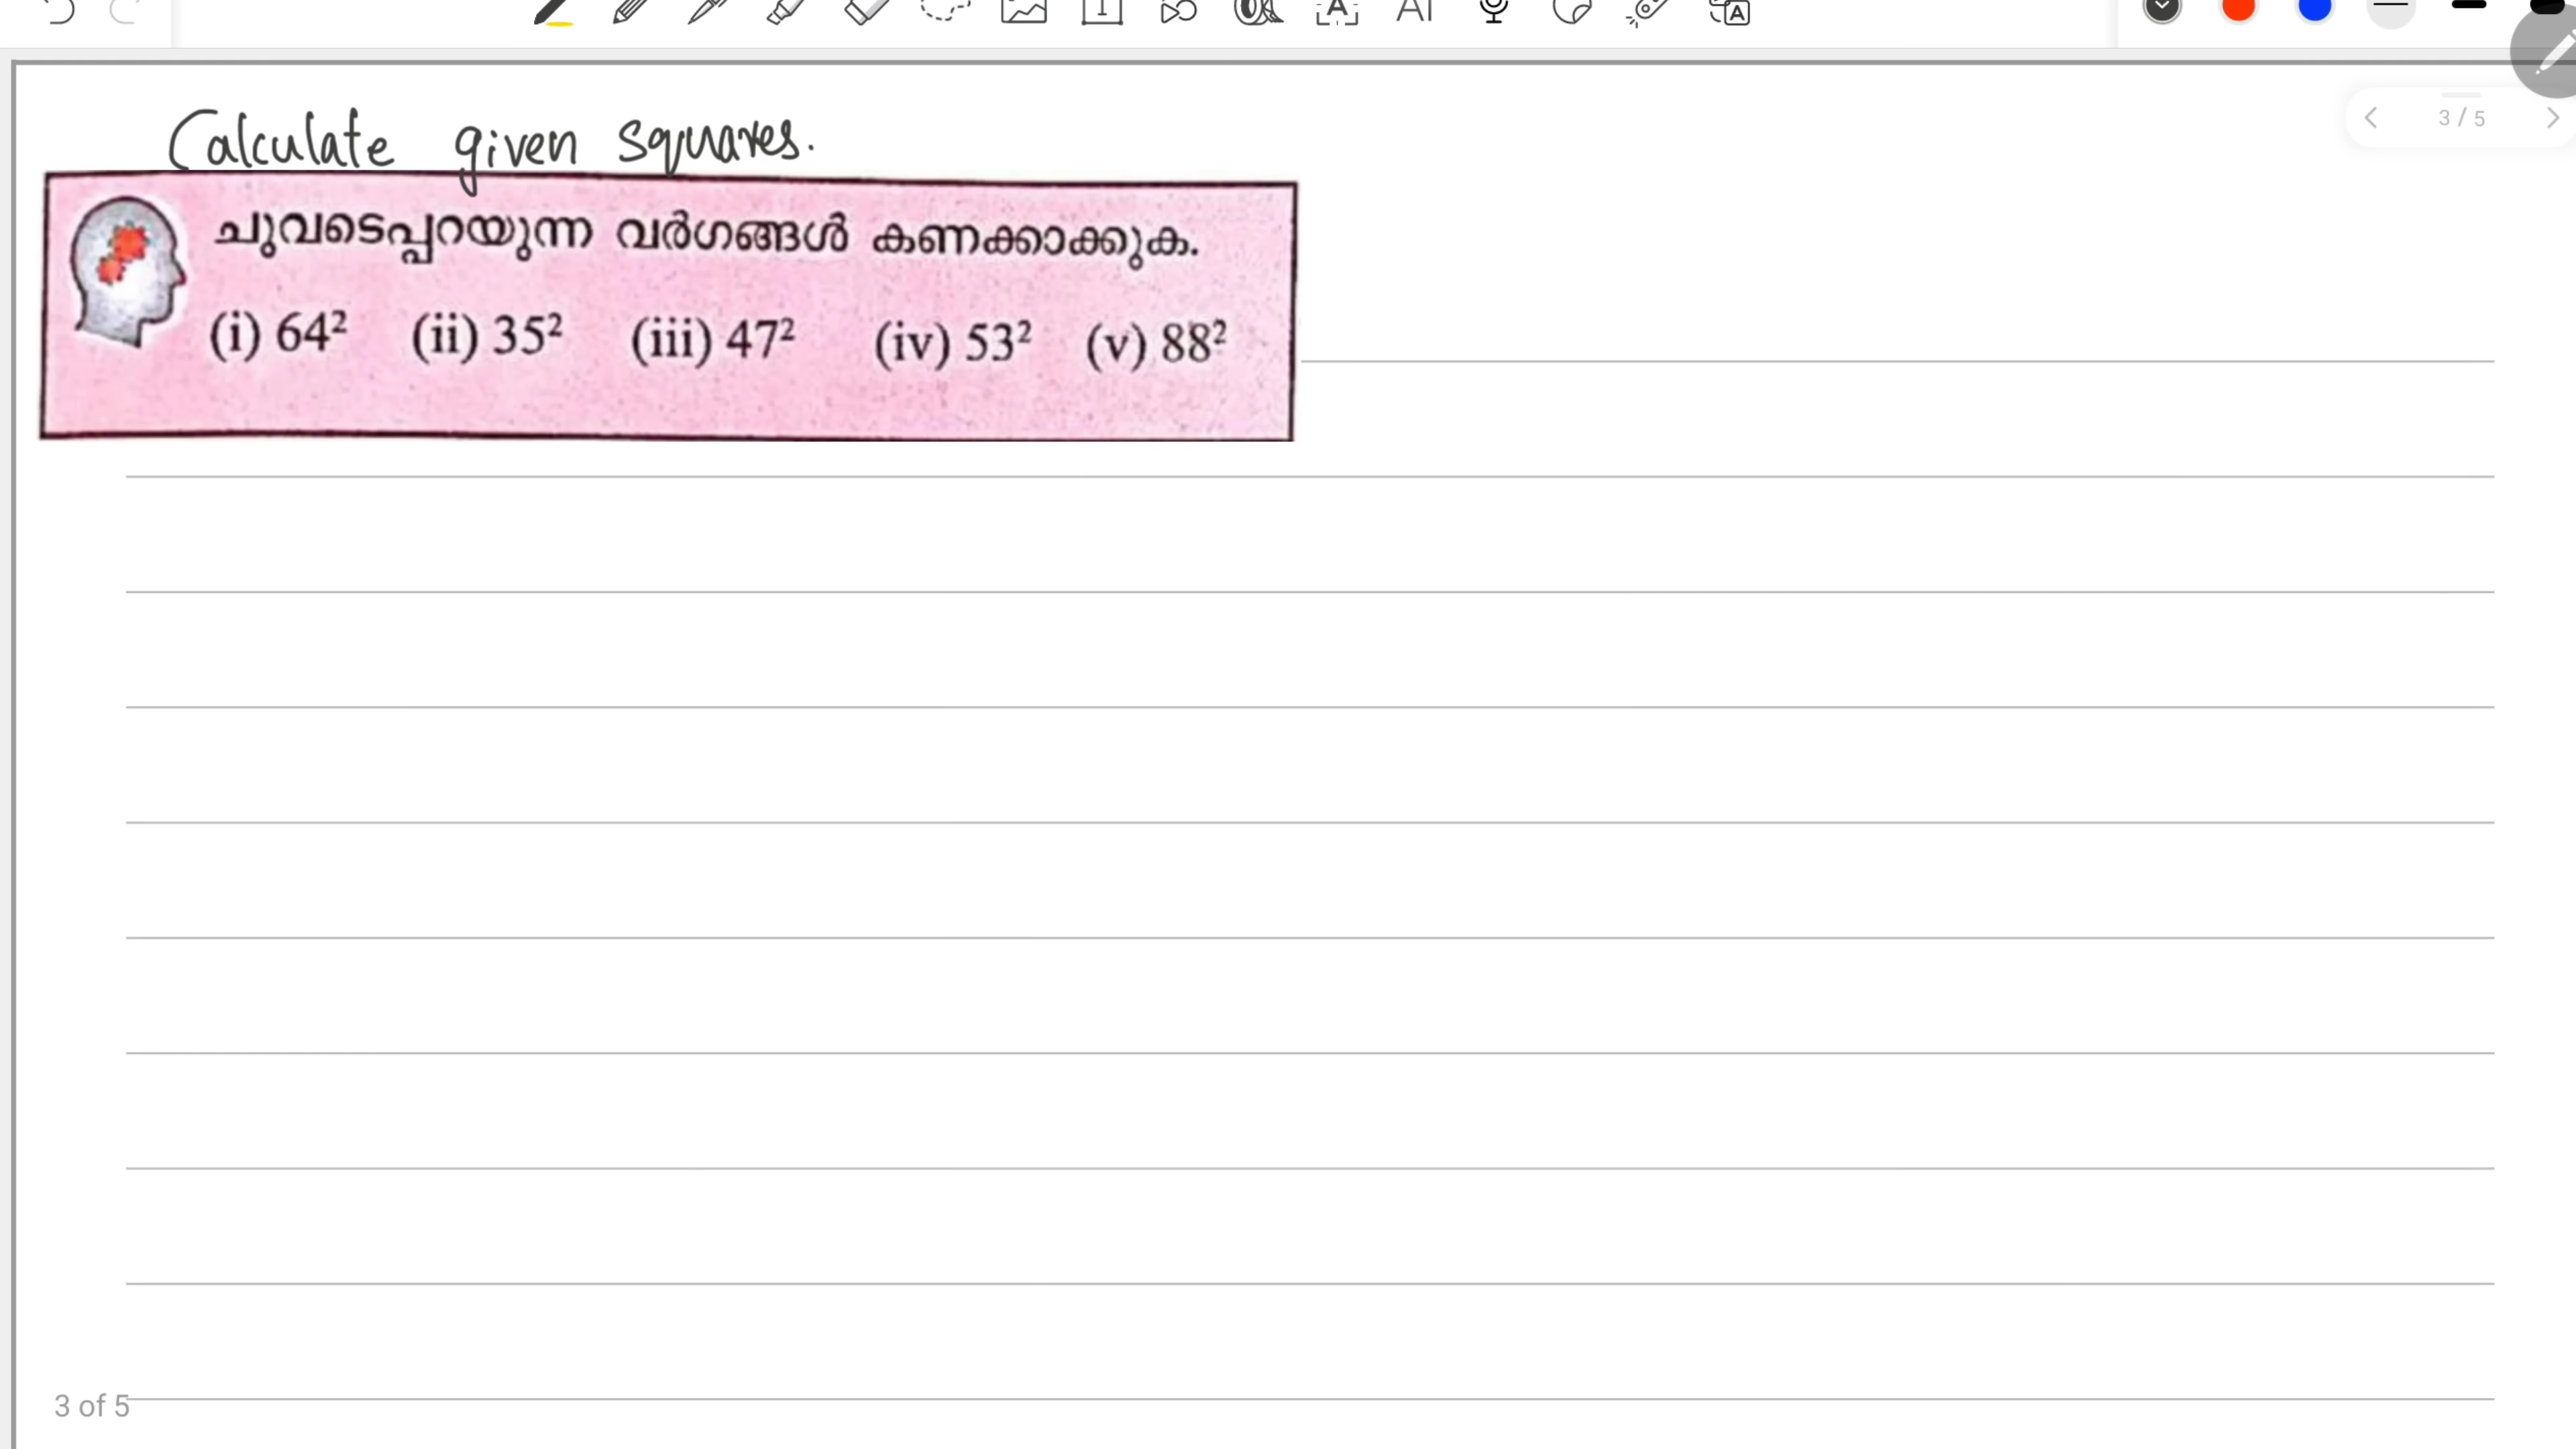 3 / 5
Calculate given squares.
ചുവടെപ്പറയുന്ന വർഗങ്ങൾ കണക്കാക്കുക.
(i) 64² (ii) 35² (iii) 47² (iv) 53² (v) 88²
3 of 5